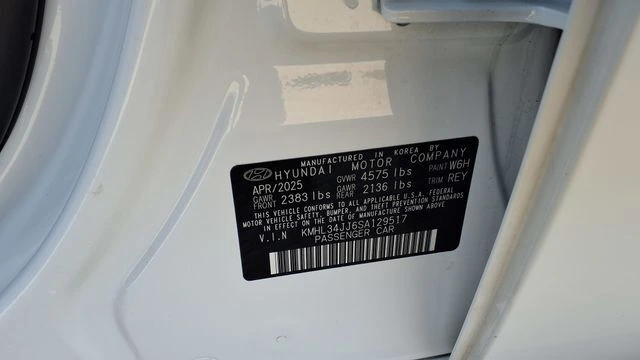 MANUFACTURED IN KOREA BY
HYUNDAI MOTOR COMPANY
APR/2025 GVWR 4575 lbs PAINT W6H
GAWR FRONT 2383 lbs GAWR REAR 2136 lbs TRIM REY
THIS VEHICLE CONFORMS TO ALL APPLICABLE U.S.A. FEDERAL
MOTOR VEHICLE SAFETY, BUMPER, AND THEFT PREVENTION STANDARDS
IN EFFECT ON THE DATE OF MANUFACTURE SHOWN ABOVE.
V.I.N KMHL34JJ6SA129517
PASSENGER CAR